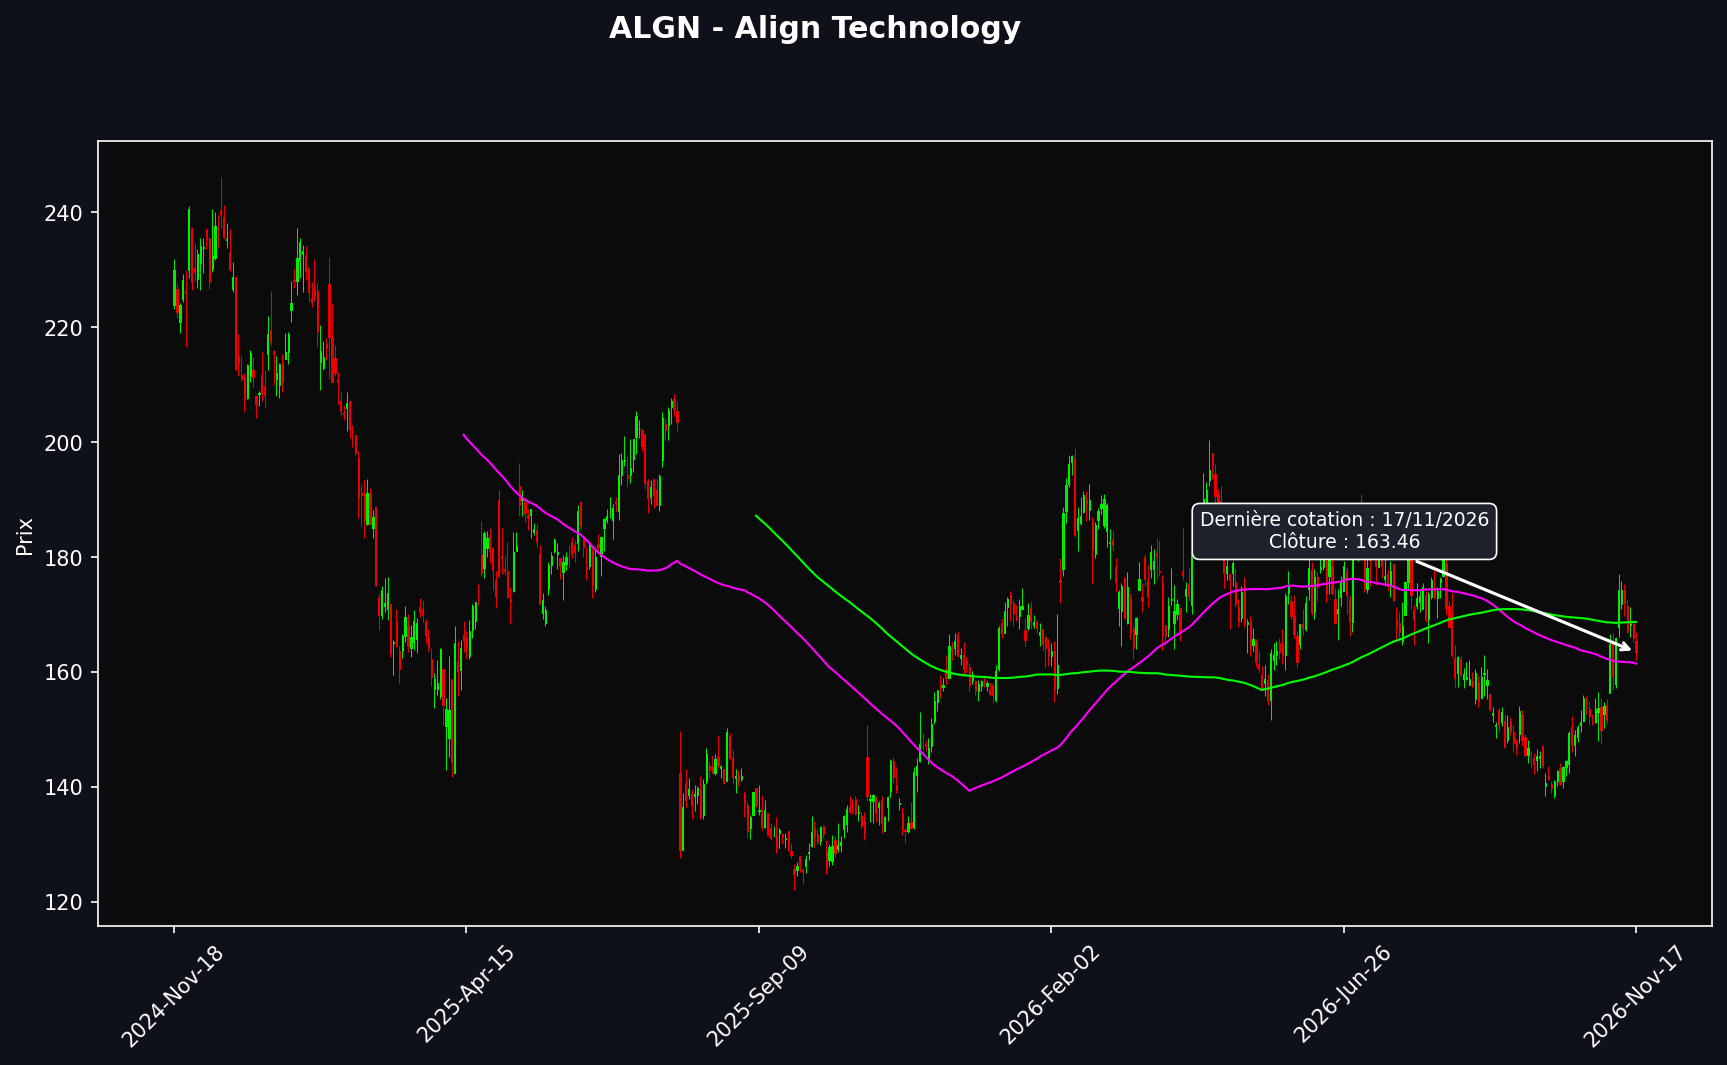 ALGN - Align Technology
Prix
240
220
200
180
160
140
120
Dernière cotation : 17/11/2026
Clôture : 163.46
2024-Nov-18
2025-Apr-15
2025-Sep-09
2026-Feb-02
2026-Jun-26
2026-Nov-17